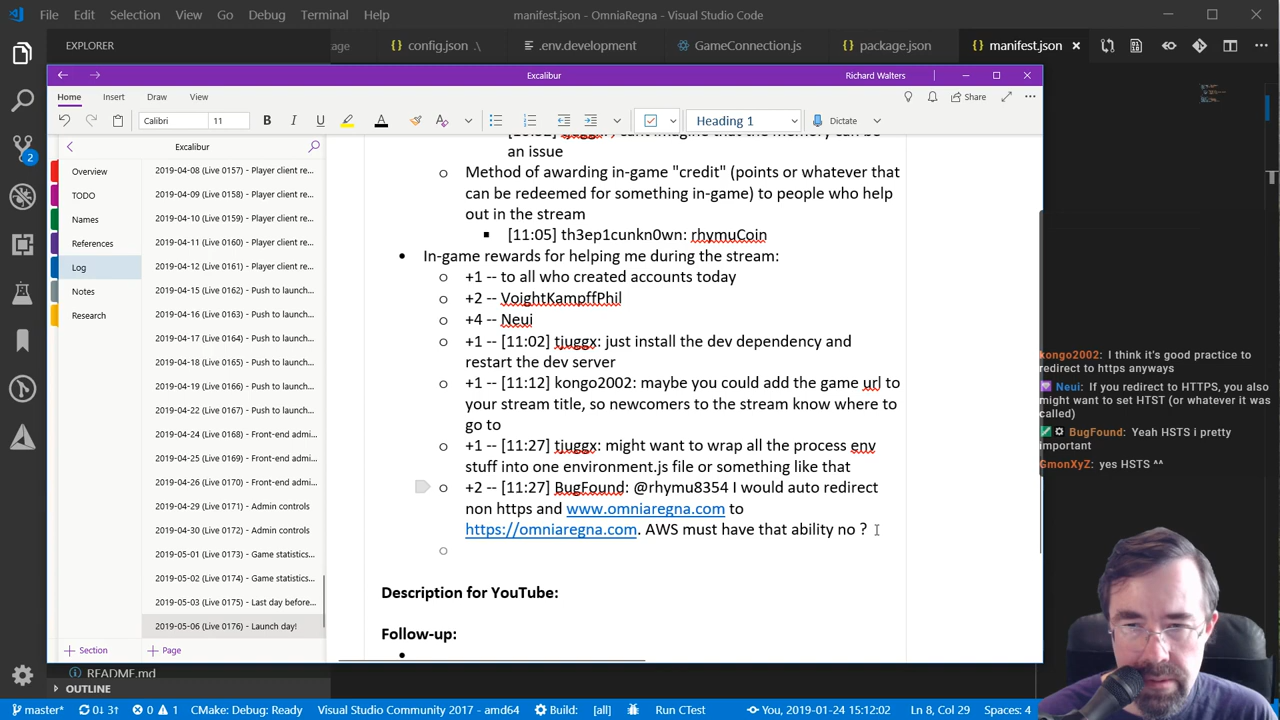 File Edit Selection View Go Debug Terminal Help
manifest.json - OmniaRegna - Visual Studio Code
EXPLORER
config.json .\
.env.development
GameConnection.js
package.json
manifest.json
Excalibur
Richard Walters
Home Insert Draw View
Share
Calibri 11 B I U A
Heading 1
Dictate
Excalibur
Overview
TODO
Names
References
Log
Notes
Research
2019-04-08 (Live 0157) - Player client re...
2019-04-09 (Live 0158) - Player client re...
2019-04-10 (Live 0159) - Player client re...
2019-04-11 (Live 0160) - Player client re...
2019-04-12 (Live 0161) - Player client re...
2019-04-15 (Live 0162) - Push to launch...
2019-04-16 (Live 0163) - Push to launch...
2019-04-17 (Live 0164) - Push to launch...
2019-04-18 (Live 0165) - Push to launch...
2019-04-19 (Live 0166) - Push to launch...
2019-04-22 (Live 0167) - Push to launch...
2019-04-24 (Live 0168) - Front-end admi...
2019-04-25 (Live 0169) - Front-end admi...
2019-04-26 (Live 0170) - Front-end admi...
2019-04-29 (Live 0171) - Admin controls
2019-04-30 (Live 0172) - Admin controls
2019-05-01 (Live 0173) - Game statistics...
2019-05-02 (Live 0174) - Game statistics...
2019-05-03 (Live 0175) - Last day before...
2019-05-06 (Live 0176) - Launch day!
+ Section
+ Page
an issue
Method of awarding in-game "credit" (points or whatever that
can be redeemed for something in-game) to people who help
out in the stream
[11:05] th3ep1cunkn0wn: rhymuCoin
In-game rewards for helping me during the stream:
+1 -- to all who created accounts today
+2 -- VoightKampffPhil
+4 -- Neui
+1 -- [11:02] tjuggx: just install the dev dependency and
restart the dev server
+1 -- [11:12] kongo2002: maybe you could add the game url to
your stream title, so newcomers to the stream know where to
go to
+1 -- [11:27] tjuggx: might want to wrap all the process env
stuff into one environment.js file or something like that
+2 -- [11:27] BugFound: @rhymu8354 I would auto redirect
non https and www.omniaregna.com to
https://omniaregna.com. AWS must have that ability no ?
Description for YouTube:
Follow-up:
kongo2002: I think it's good practice to
redirect to https anyways
Neui: If you redirect to HTTPS, you also
might want to set HTST (or whatever it was
called)
BugFound: Yeah HSTS i pretty
important
GmonXyZ: yes HSTS ^^
2
README.md
OUTLINE
master* 0↓ 3↑ 0 1 CMake: Debug: Ready Visual Studio Community 2017 - amd64 Build: [all] Run CTest You, 2019-01-24 15:12:02 Ln 8, Col 29 Spaces: 4